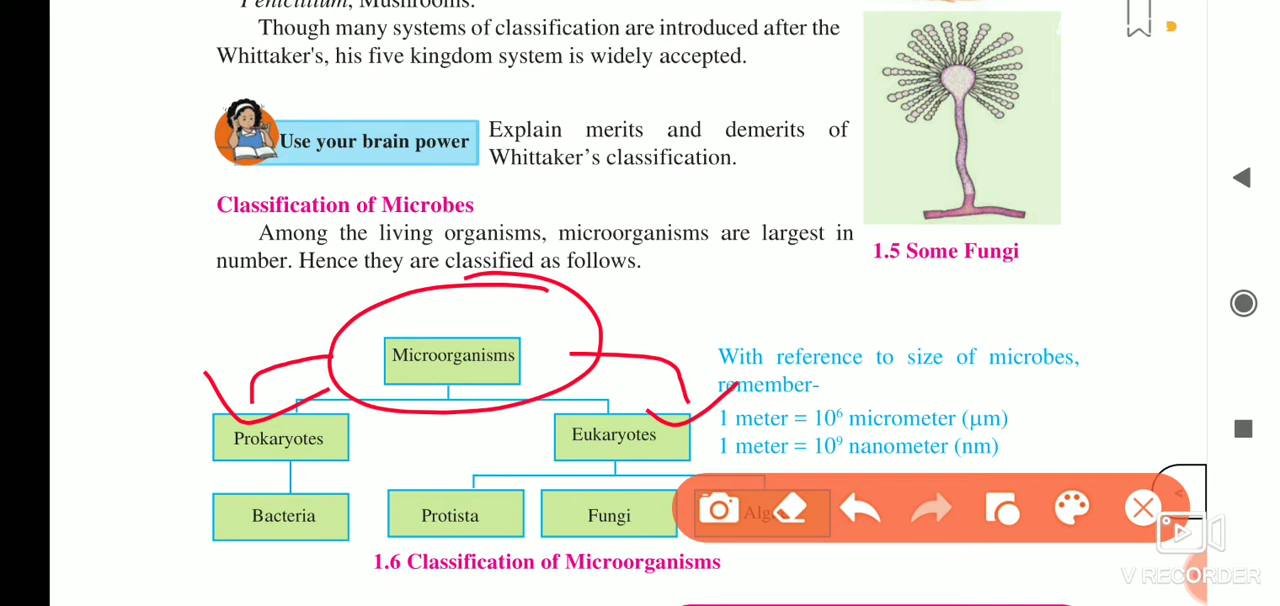 Penicillium, Mushrooms.
Though many systems of classification are introduced after the
Whittaker's, his five kingdom system is widely accepted.
Use your brain power
Explain merits and demerits of
Whittaker's classification.
Classification of Microbes
Among the living organisms, microorganisms are largest in
number. Hence they are classified as follows.
1.5 Some Fungi
Microorganisms
With reference to size of microbes,
remember-
1 meter = 10⁶ micrometer (μm)
1 meter = 10⁹ nanometer (nm)
Prokaryotes
Eukaryotes
Bacteria
Protista
Fungi
1.6 Classification of Microorganisms
V RECORDER